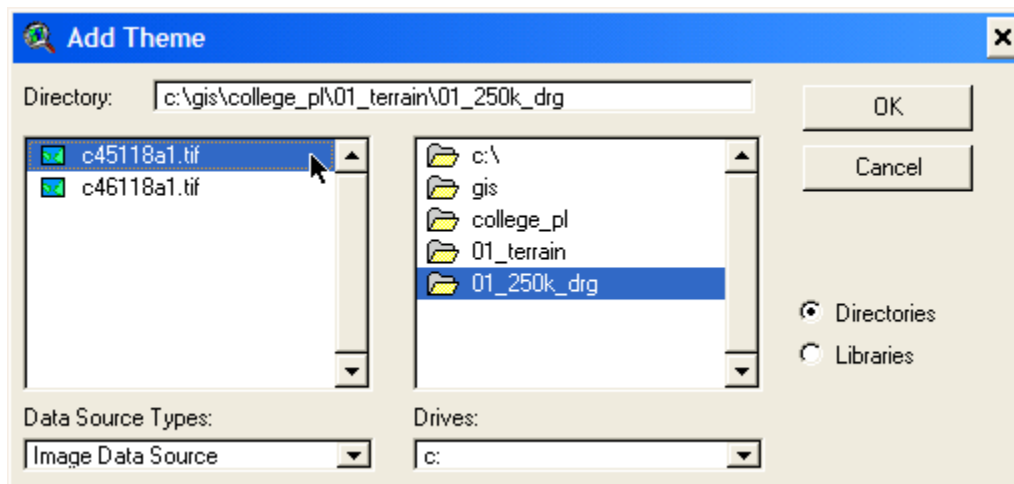 Add Theme
Directory: c:\gis\college_pl\01_terrain\01_250k_drg
OK
Cancel
c45118a1.tif
c46118a1.tif
c:\
gis
college_pl
01_terrain
01_250k_drg
Directories
Libraries
Data Source Types:
Image Data Source
Drives:
c: